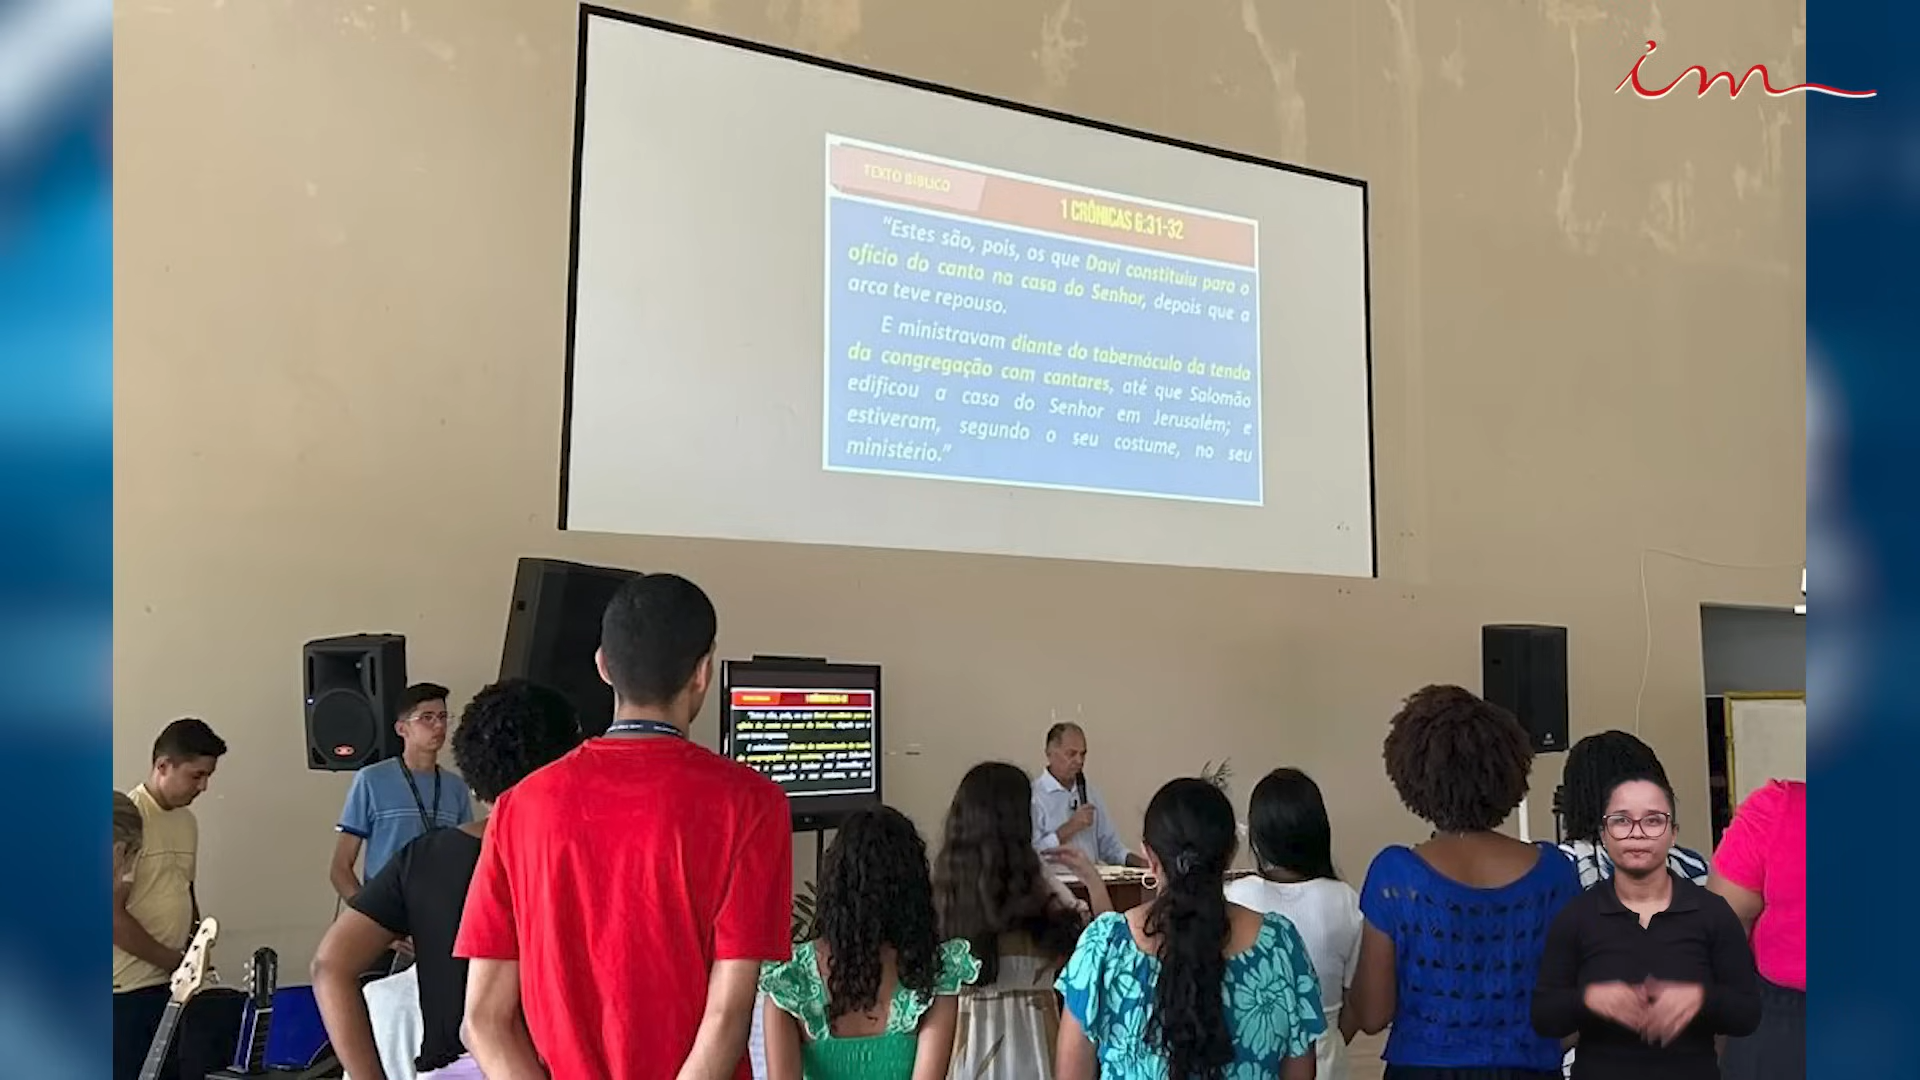 im
TEXTO BÍBLICO
1 CRÔNICAS 6:31-32
“Estes são, pois, os que Davi constituiu para o
ofício do canto na casa do Senhor, depois que a
arca teve repouso.
E ministravam diante do tabernáculo da tenda
da congregação com cantares, até que Salomão
edificou a casa do Senhor em Jerusalém; e
estiveram, segundo o seu costume, no seu
ministério.”